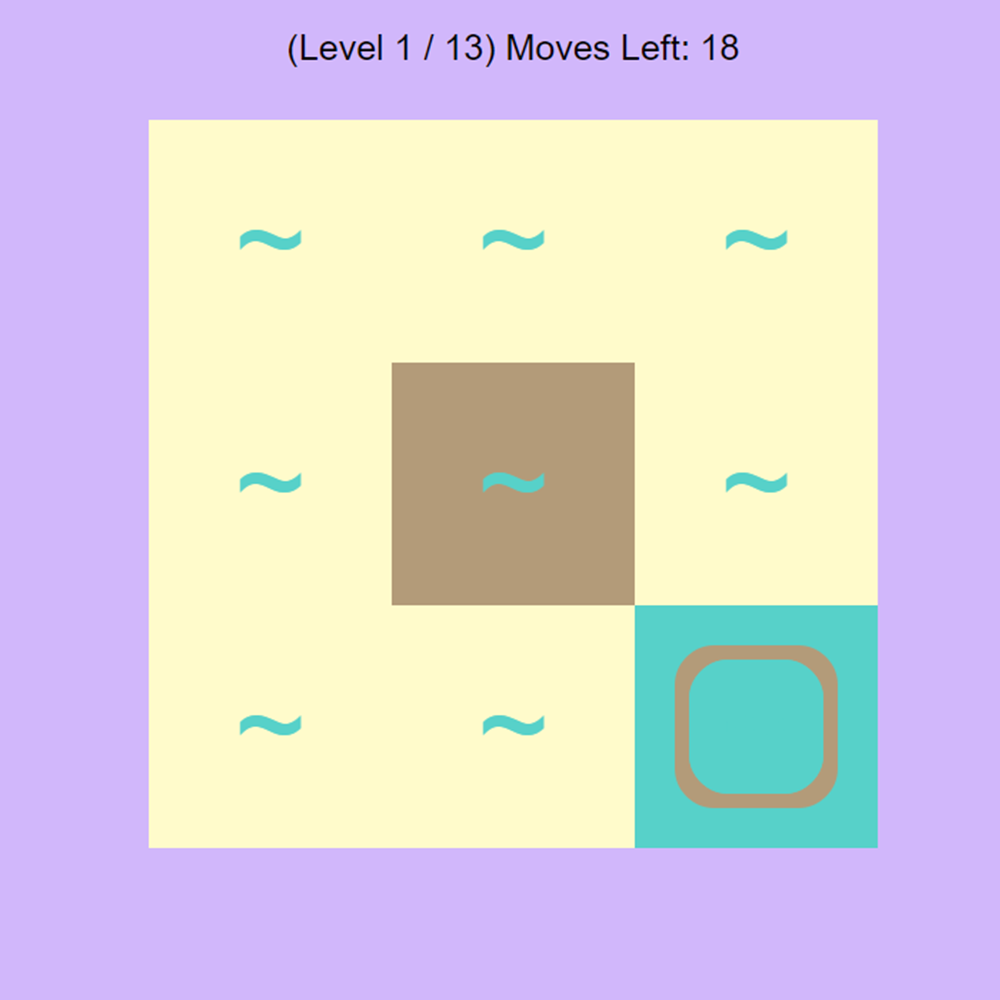 (Level 1 / 13) Moves Left: 18
~ ~ ~
~ ~ ~
~ ~